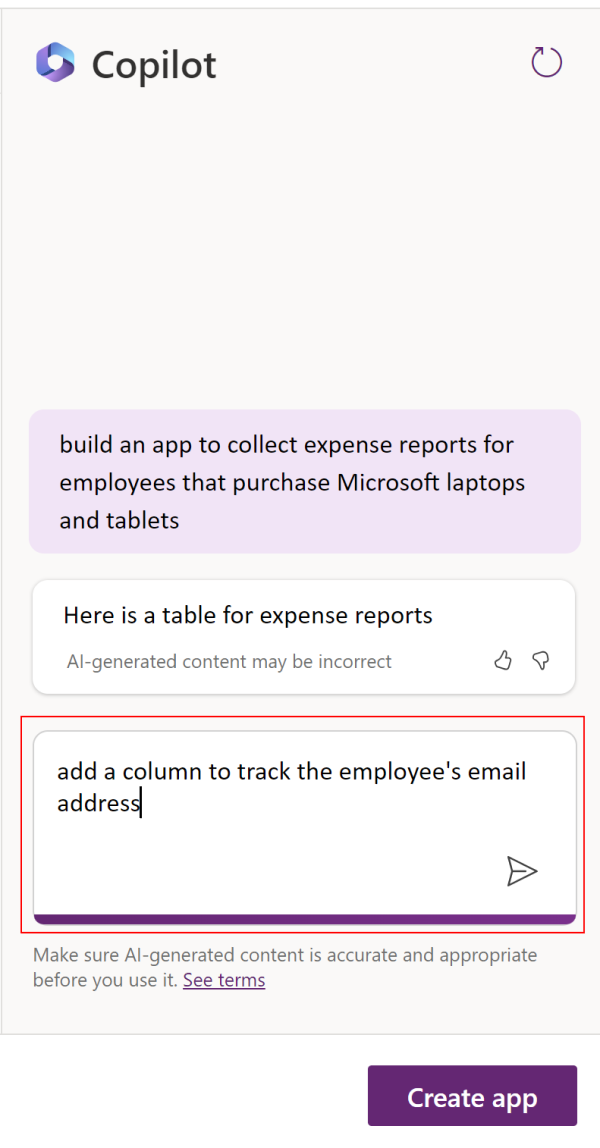 Copilot
build an app to collect expense reports for
employees that purchase Microsoft laptops
and tablets
Here is a table for expense reports
AI-generated content may be incorrect
add a column to track the employee's email
address
Make sure AI-generated content is accurate and appropriate
before you use it. See terms
Create app